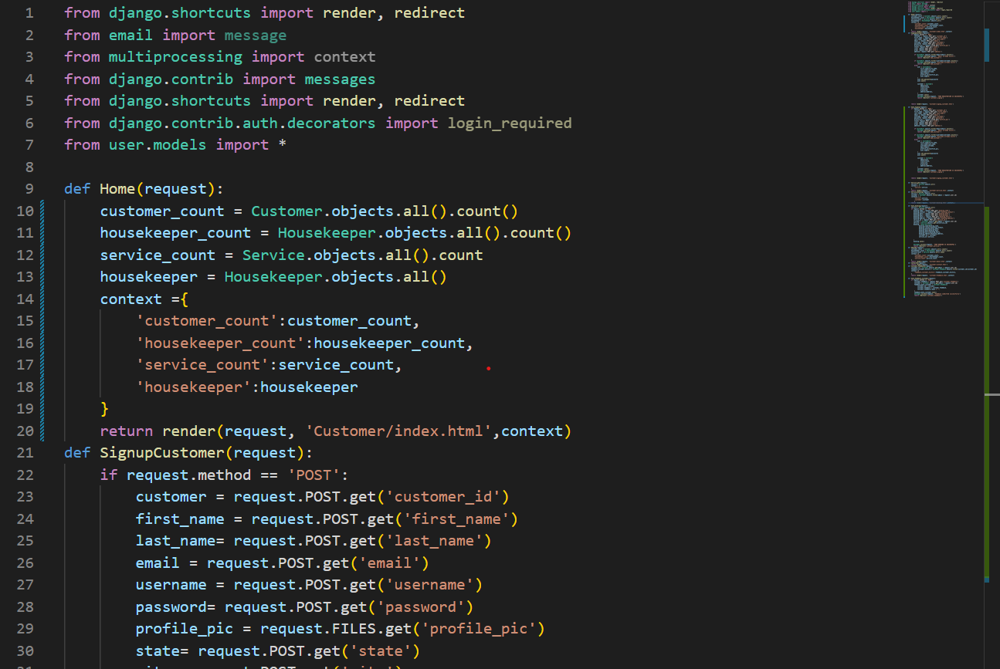 1 from django.shortcuts import render, redirect
2 from email import message
3 from multiprocessing import context
4 from django.contrib import messages
5 from django.shortcuts import render, redirect
6 from django.contrib.auth.decorators import login_required
7 from user.models import *
8
9 def Home(request):
10     customer_count = Customer.objects.all().count()
11     housekeeper_count = Housekeeper.objects.all().count()
12     service_count = Service.objects.all().count
13     housekeeper = Housekeeper.objects.all()
14     context ={
15         'customer_count':customer_count,
16         'housekeeper_count':housekeeper_count,
17         'service_count':service_count,
18         'housekeeper':housekeeper
19     }
20     return render(request, 'Customer/index.html',context)
21 def SignupCustomer(request):
22     if request.method == 'POST':
23         customer = request.POST.get('customer_id')
24         first_name = request.POST.get('first_name')
25         last_name= request.POST.get('last_name')
26         email = request.POST.get('email')
27         username = request.POST.get('username')
28         password= request.POST.get('password')
29         profile_pic = request.FILES.get('profile_pic')
30         state= request.POST.get('state')